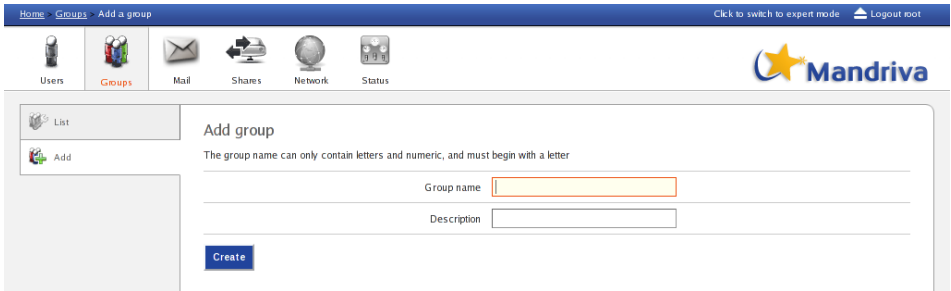 Home > Groups > Add a group
Click to switch to expert mode
Logout root
Users
Groups
Mail
Shares
Network
Status
Mandriva
List
Add
Add group
The group name can only contain letters and numeric, and must begin with a letter
Group name
Description
Create